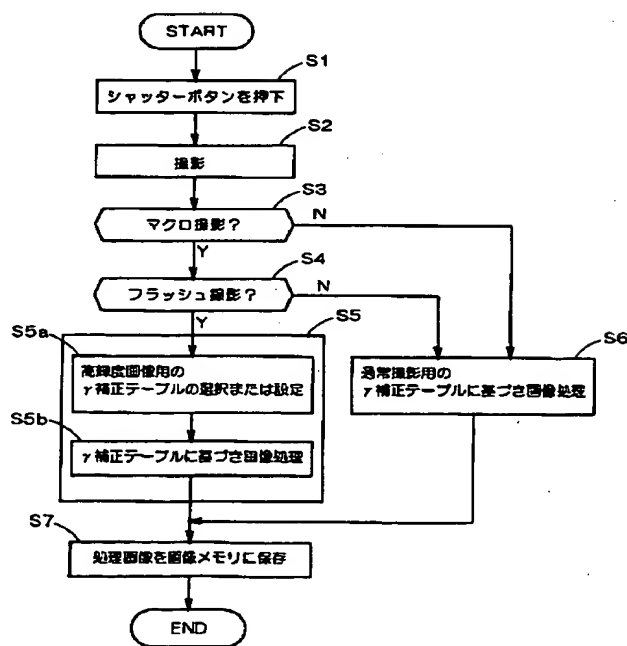 START
S1
シャッターボタンを押下
S2
撮影
S3
マクロ撮影?
N
Y
S4
フラッシュ撮影?
N
Y
S5
S5a
高輝度画像用の
γ補正テーブルの選択または設定
S5b
γ補正テーブルに基づき画像処理
S6
通常撮影用の
γ補正テーブルに基づき画像処理
S7
処理画像を画像メモリに保存
END